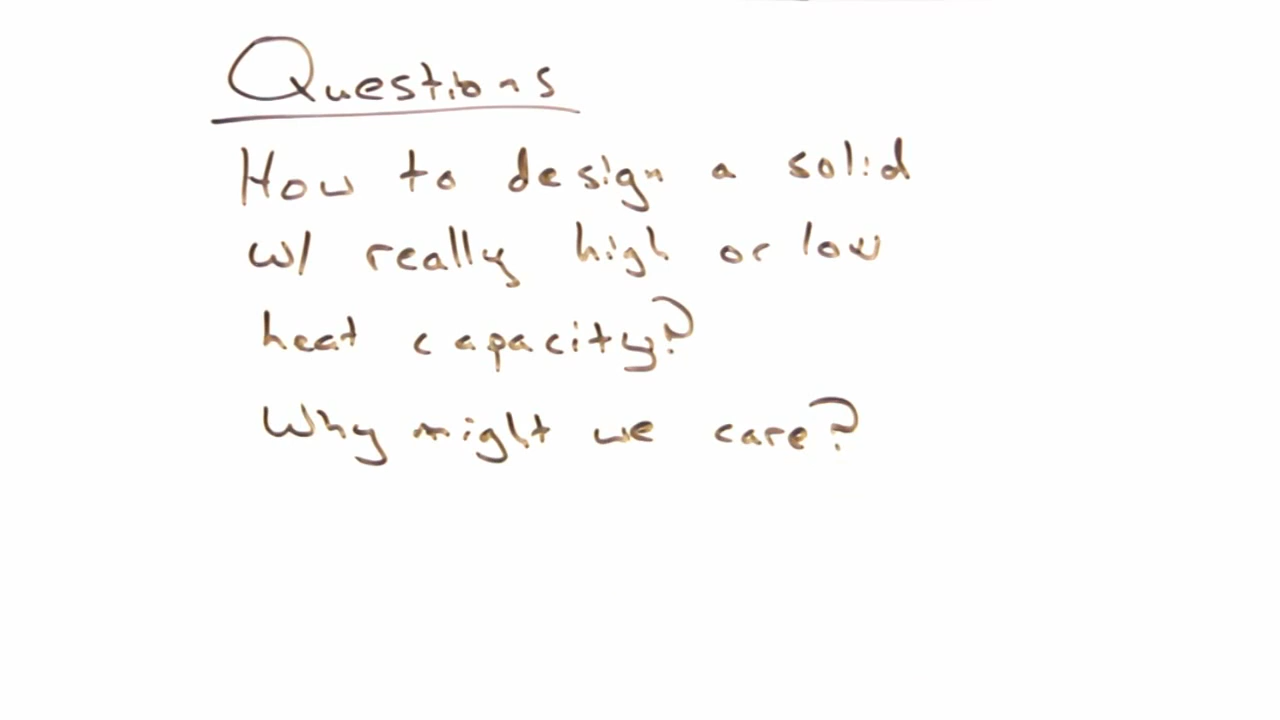 Questions
How to design a solid
w/ really high or low
heat capacity?
Why might we care?